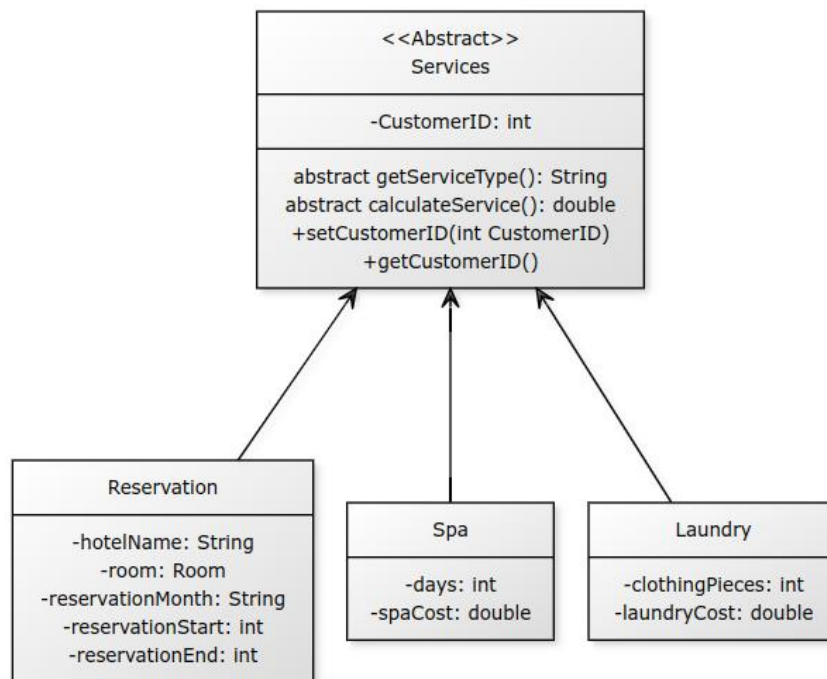 <<Abstract>>
Services
-CustomerID: int
abstract getServiceType(): String
abstract calculateService(): double
+setCustomerID(int CustomerID)
+getCustomerID()
Reservation
-hotelName: String
-room: Room
-reservationMonth: String
-reservationStart: int
-reservationEnd: int
Spa
-days: int
-spaCost: double
Laundry
-clothingPieces: int
-laundryCost: double